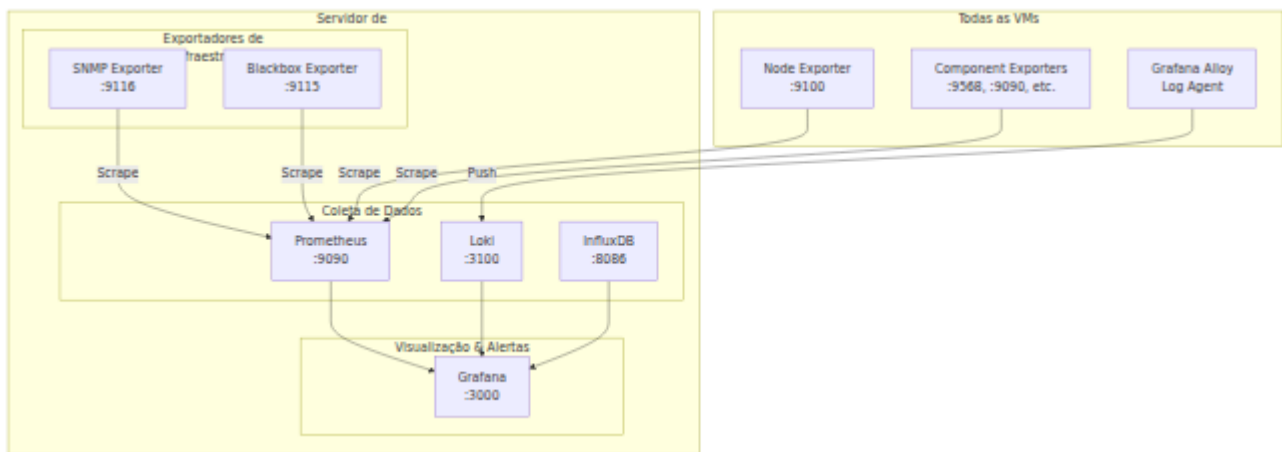 Servidor de
Exportadores de
fraestr
SNMP Exporter
:9116
Blackbox Exporter
:9115
Todas as VMs
Node Exporter
:9100
Component Exporters
:9568, :9090, etc.
Grafana Alloy
Log Agent
Scrape
Scrape
Scrape
Scrape
Push
Coleta de Dados
Prometheus
:9090
Loki
:3100
InfluxDB
:8086
Visualização & Alertas
Grafana
:3000